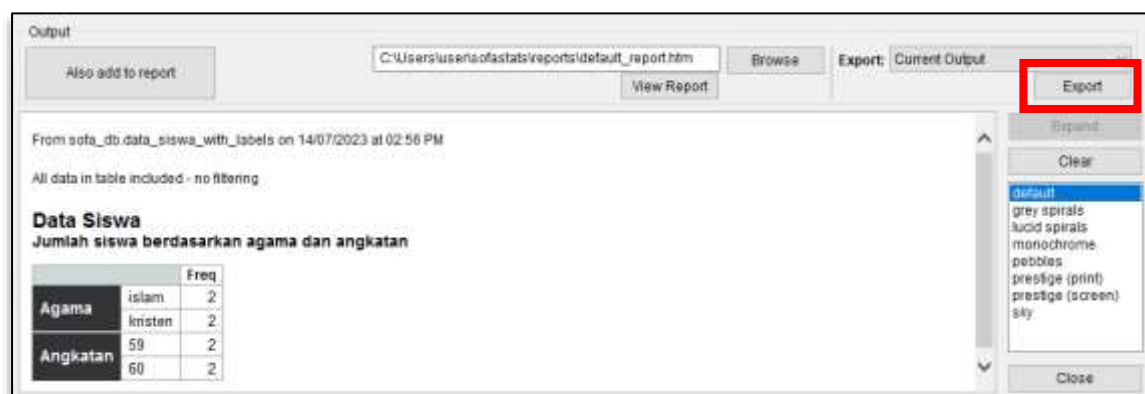 Output
Also add to report
C:\Users\user\sofastats\reports\default_report.htm
Browse
Export: Current Output
View Report
Export
From sofa_db.data_siswa_with_labels on 14/07/2023 at 02:56 PM
Expand
All data in table included - no filtering
Clear
Data Siswa
Jumlah siswa berdasarkan agama dan angkatan
Freq
Agama
islam 2
kristen 2
Angkatan
59 2
60 2
default
grey spirals
lucid spirals
monochrome
pebbles
prestige (print)
prestige (screen)
sky
Close